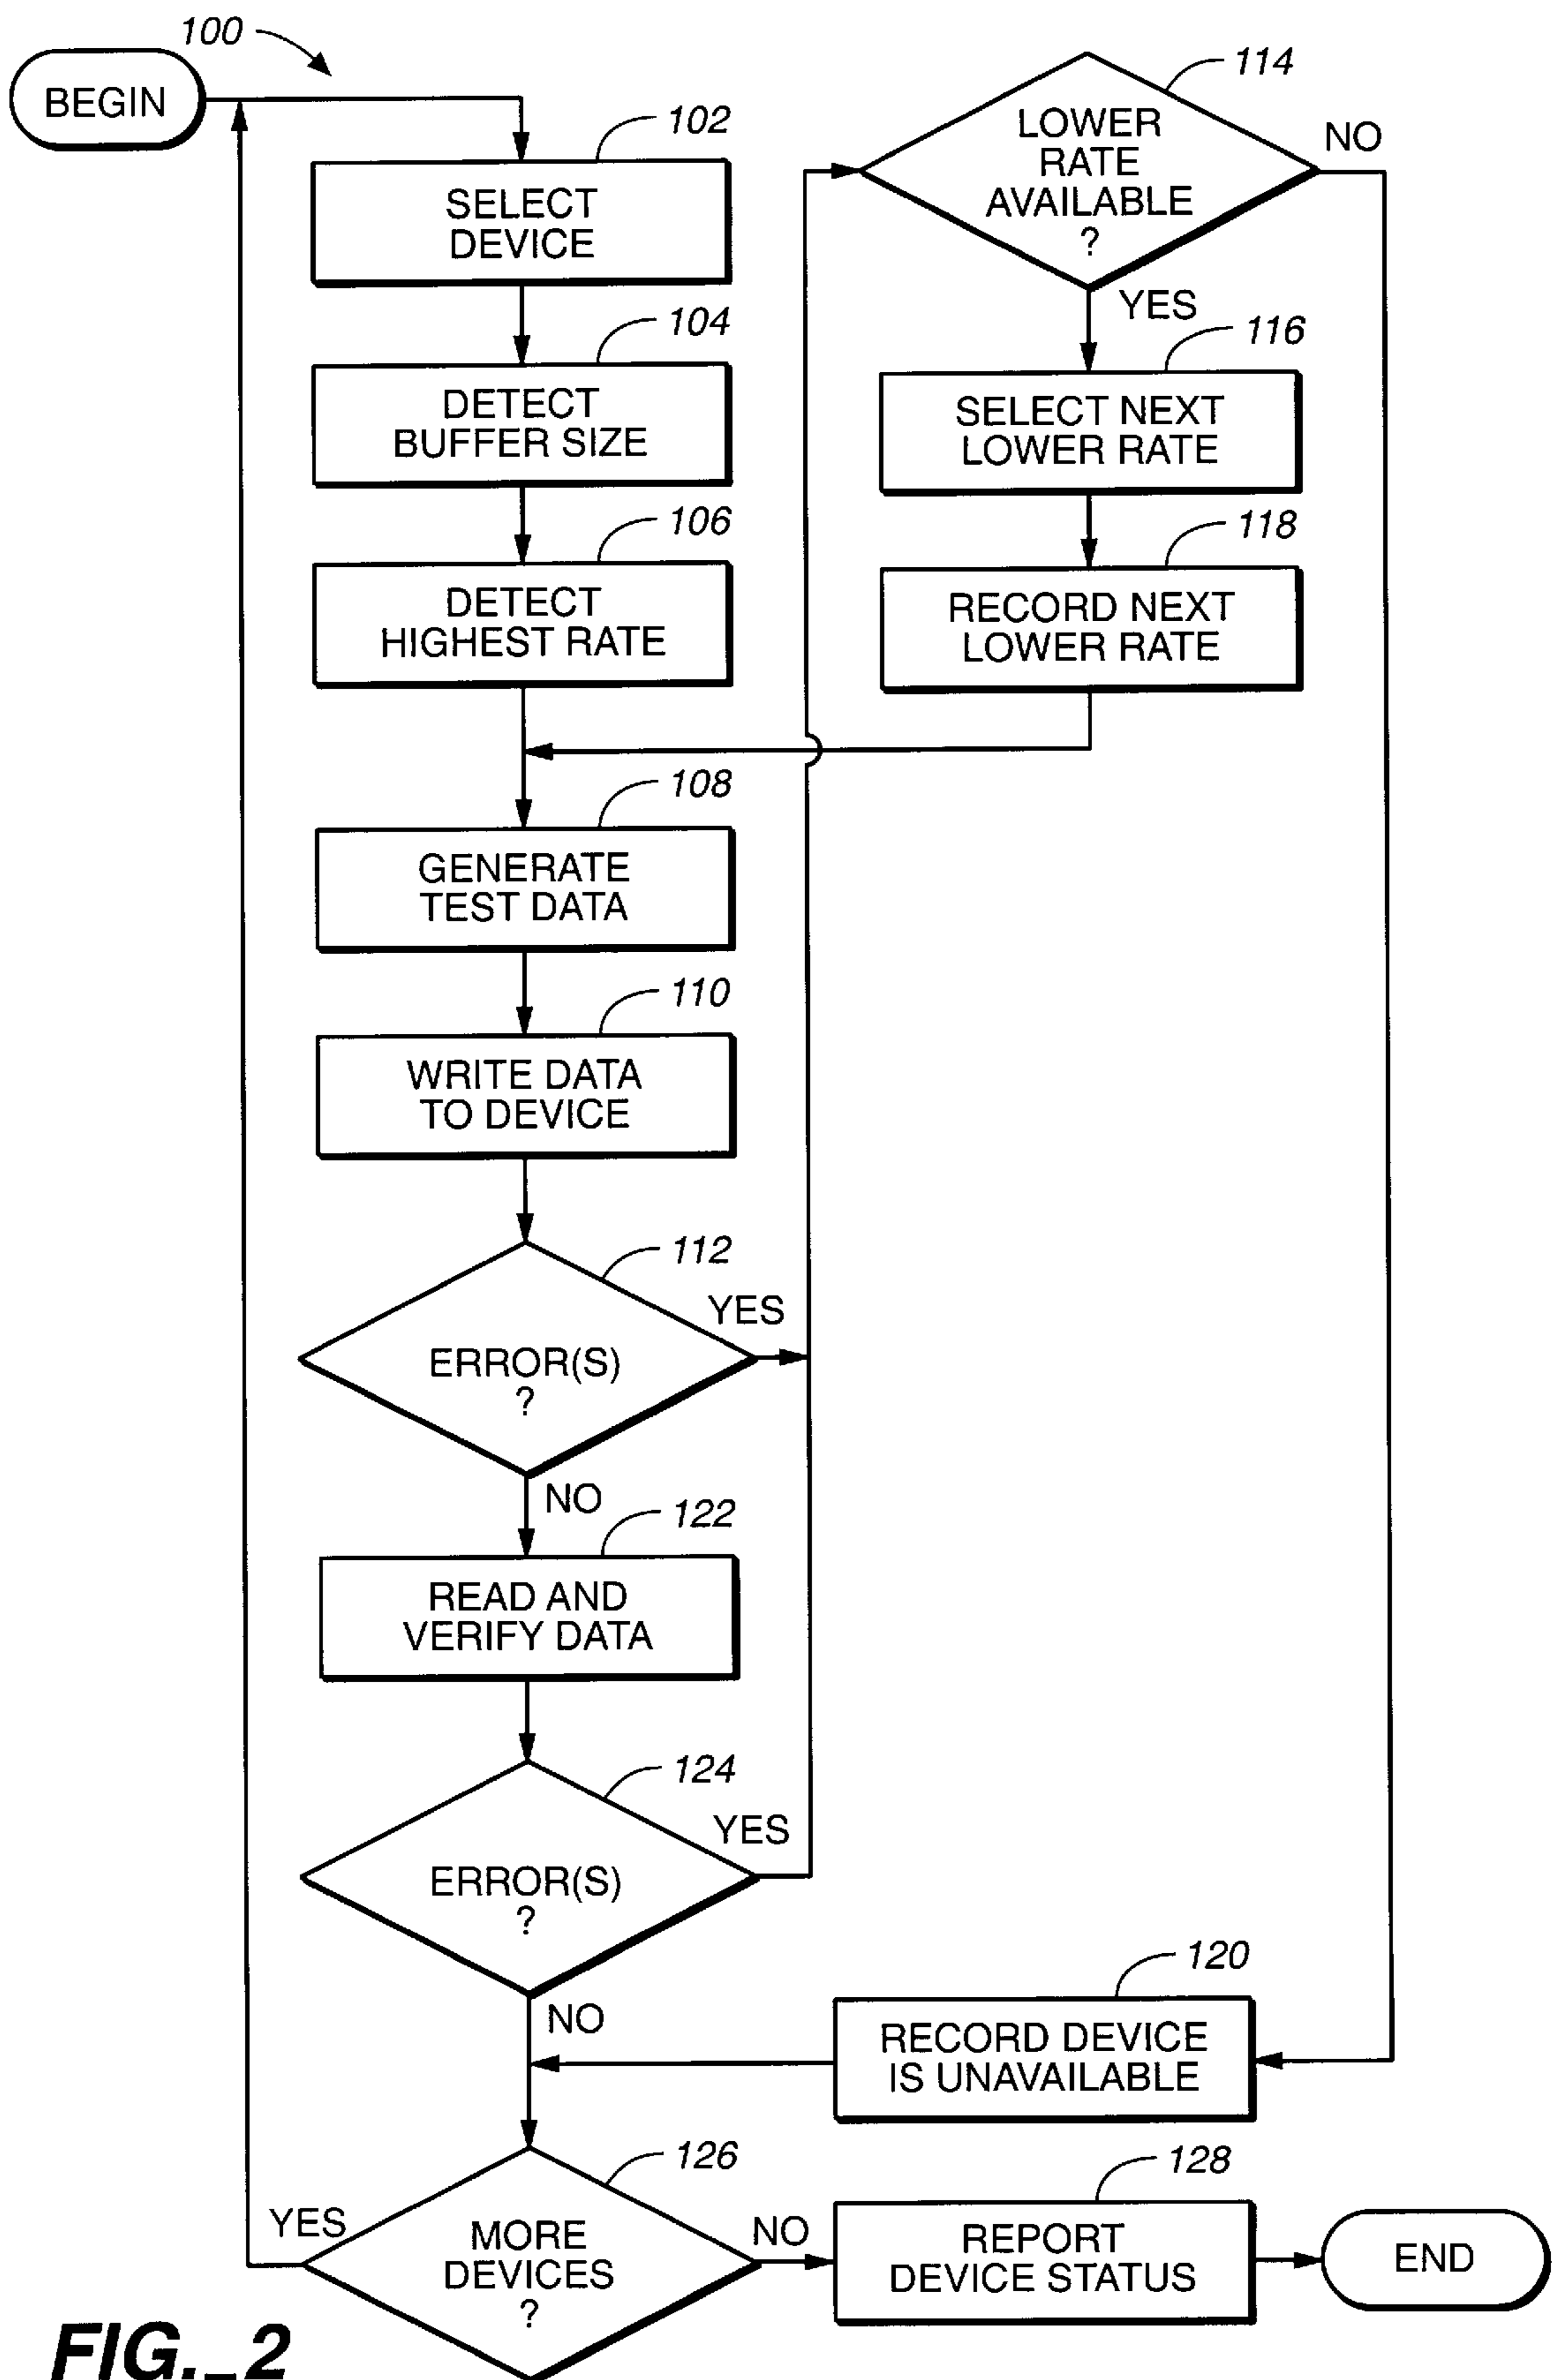 100
BEGIN
102
SELECT
DEVICE
104
DETECT
BUFFER SIZE
106
DETECT
HIGHEST RATE
108
GENERATE
TEST DATA
110
WRITE DATA
TO DEVICE
112
ERROR(S)
?
YES
NO
122
READ AND
VERIFY DATA
124
ERROR(S)
?
YES
NO
126
MORE
DEVICES
?
YES
NO
114
LOWER
RATE
AVAILABLE
?
NO
YES
116
SELECT NEXT
LOWER RATE
118
RECORD NEXT
LOWER RATE
120
RECORD DEVICE
IS UNAVAILABLE
128
REPORT
DEVICE STATUS
END
FIG._2